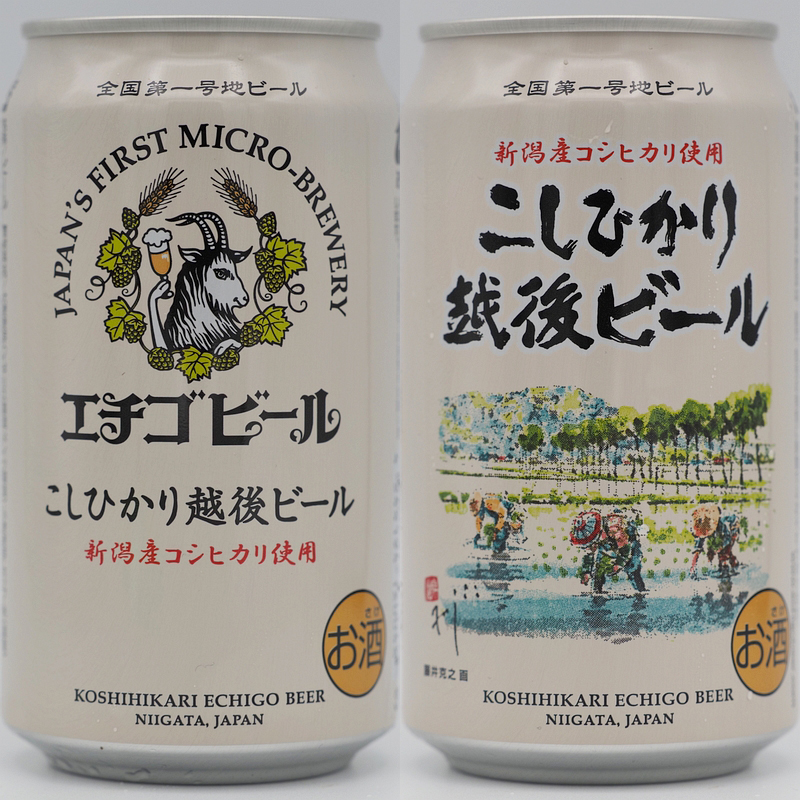 全国第一号地ビール
JAPAN'S FIRST MICRO-BREWERY
エチゴビール
こしひかり越後ビール
新潟産コシヒカリ使用
さけ
お酒
KOSHIHIKARI ECHIGO BEER
NIIGATA, JAPAN
全国第一号地ビール
新潟産コシヒカリ使用
こしひかり
越後ビール
さけ
お酒
KOSHIHIKARI ECHIGO BEER
NIIGATA, JAPAN